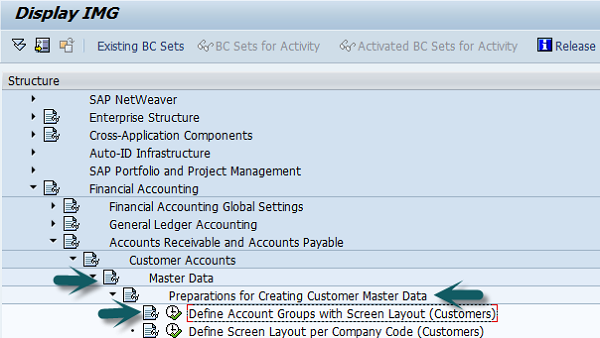 Display IMG
Existing BC Sets BC Sets for Activity Activated BC Sets for Activity Release
Structure
SAP NetWeaver
Enterprise Structure
Cross-Application Components
Auto-ID Infrastructure
SAP Portfolio and Project Management
Financial Accounting
Financial Accounting Global Settings
General Ledger Accounting
Accounts Receivable and Accounts Payable
Customer Accounts
Master Data
Preparations for Creating Customer Master Data
Define Account Groups with Screen Layout (Customers)
Define Screen Layout per Company Code (Customers)